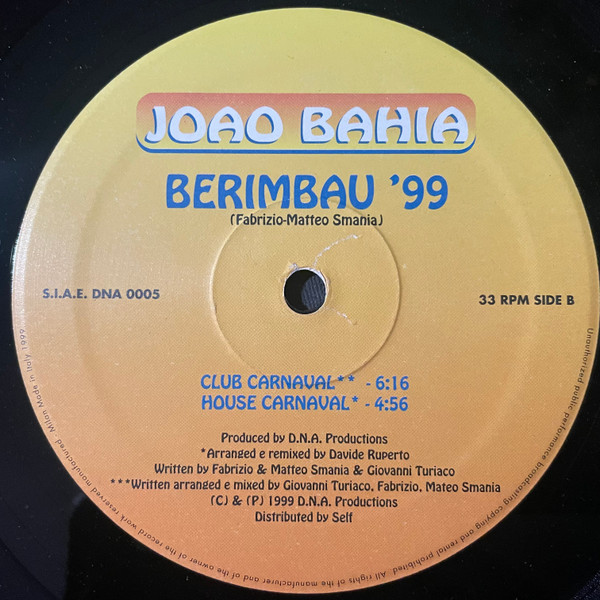 JOAO BAHIA
BERIMBAU '99
(Fabrizio-Matteo Smania)
S.I.A.E. DNA 0005
33 RPM SIDE B
CLUB CARNAVAL** - 6:16
HOUSE CARNAVAL* - 4:56
Produced by D.N.A. Productions
*Arranged e remixed by Davide Ruperto
Written by Fabrizio & Matteo Smania & Giovanni Turiaco
***Written arranged e mixed by Giovanni Turiaco, Fabrizio, Mateo Smania
(C) & (P) 1999 D.N.A. Productions
Distributed by Self
Unauthorized public performance broadcasting copying and rental prohibited. All rights of the manufacturer and of the owner of the record work reserved manufactured. Milan Made in Italy 1999